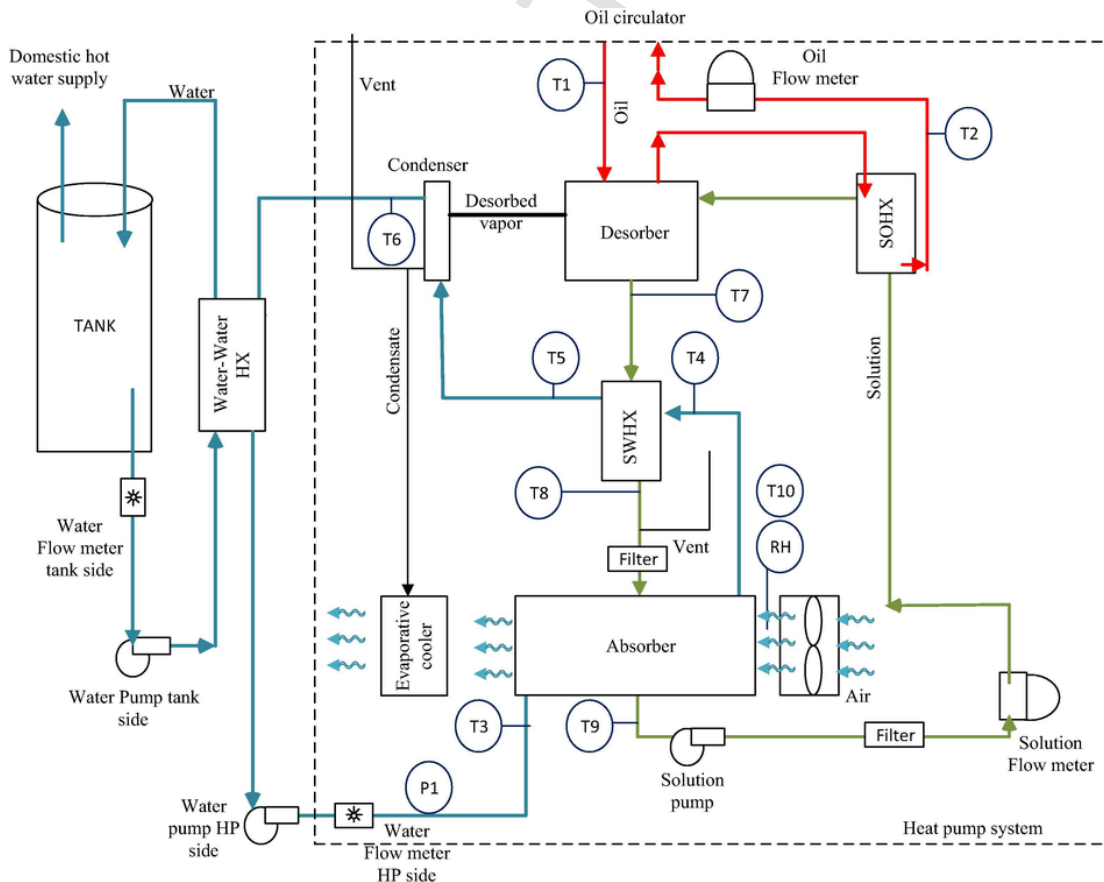 Oil circulator
Domestic hot
water supply
Water
Vent
T1
Oil
Oil
Flow meter
T2
Condenser
Desorbed
vapor
Desorber
SOHX
T6
T7
TANK
Water-Water
HX
T5
T4
Condensate
SWHX
Solution
T8
T10
Vent
RH
Filter
Water
Flow meter
tank side
Evaporative
cooler
Absorber
Air
Water Pump tank
side
T3
T9
Filter
Solution
Flow meter
Solution
pump
P1
Water
pump HP
side
Water
Flow meter
HP side
Heat pump system